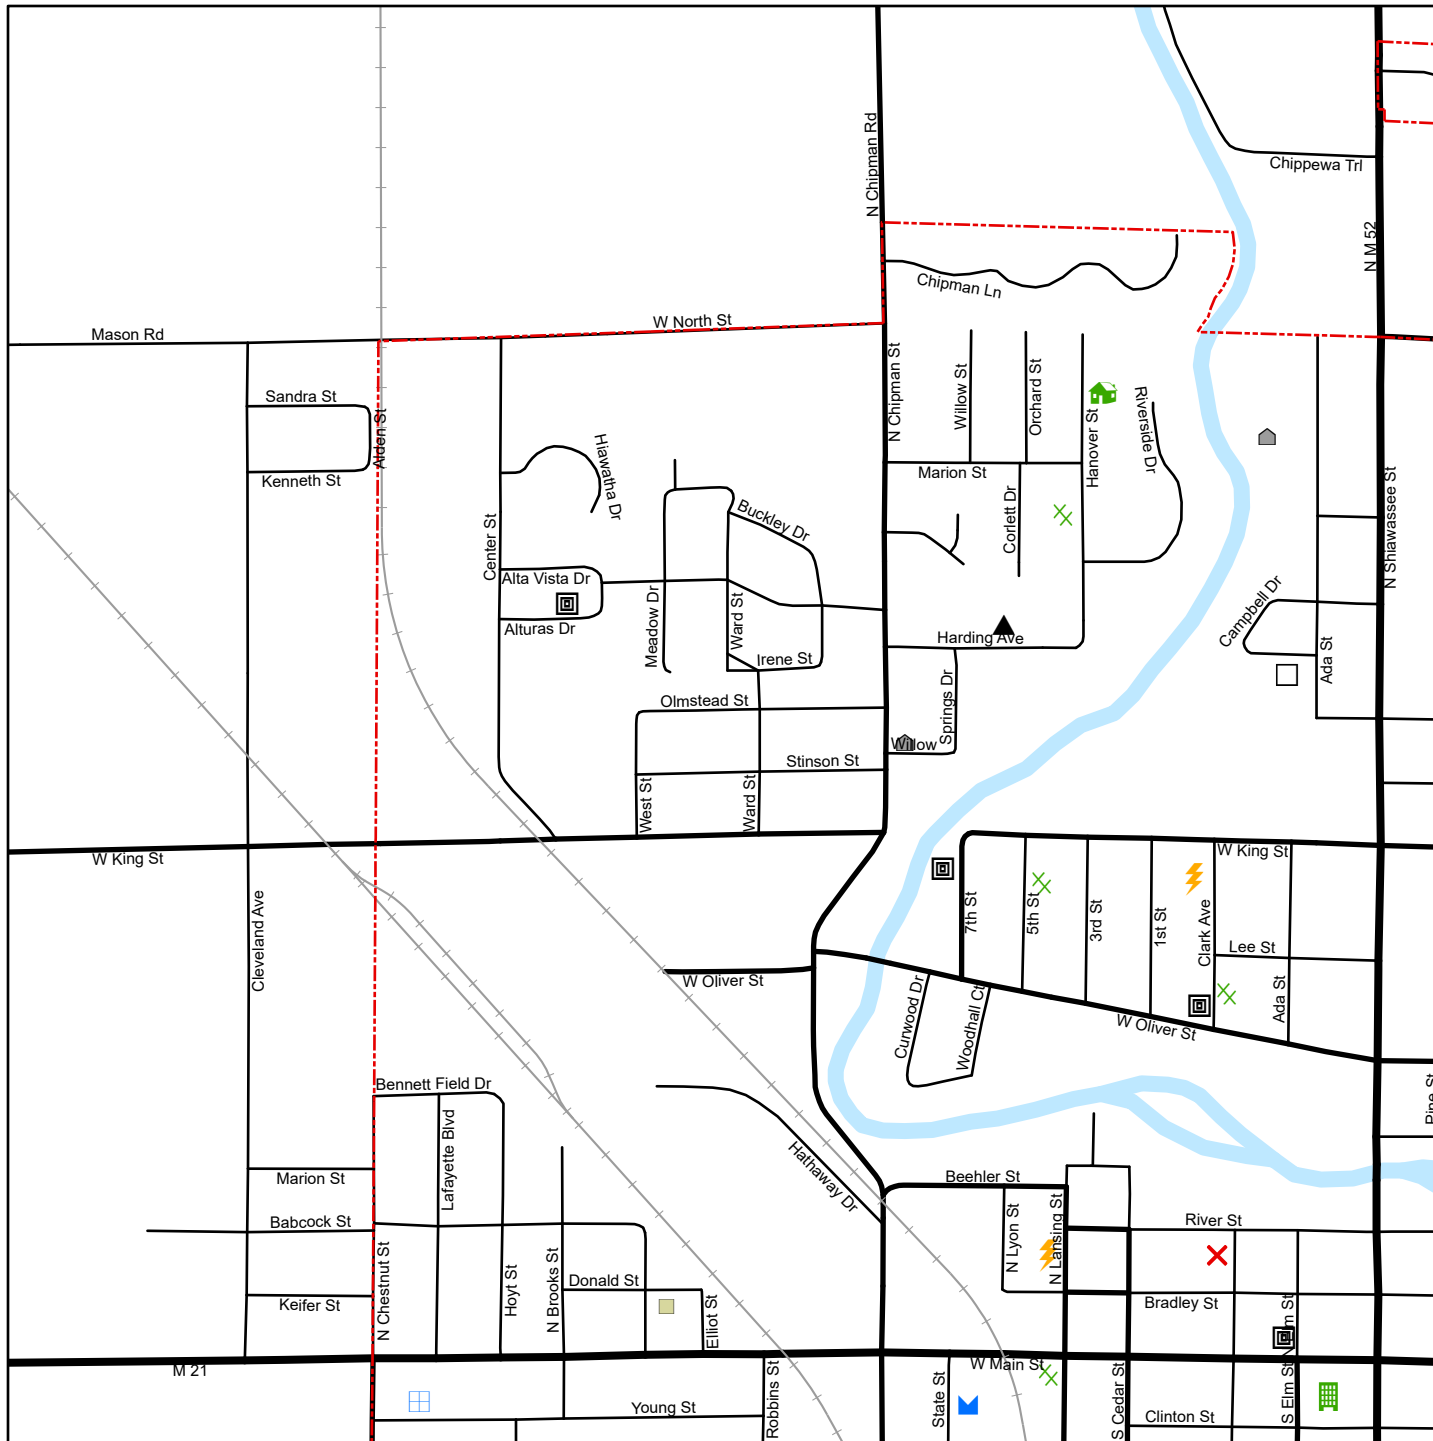 N Chipman Rd
Chippewa Trl
N M 52
Chipman Ln
W North St
Mason Rd
Sandra St
Alden St
Kenneth St
Hiawatha Dr
Center St
Buckley Dr
N Chipman St
Willow St
Orchard St
Hanover St
Riverside Dr
Marion St
Corlett Dr
N Shiawassee St
Alta Vista Dr
Alturas Dr
Meadow Dr
Ward St
Irene St
Harding Ave
Campbell Dr
Ada St
Olmstead St
Willow
Springs Dr
Stinson St
West St
Ward St
W King St
W King St
Cleveland Ave
7th St
5th St
3rd St
1st St
Clark Ave
Lee St
Ada St
W Oliver St
Curwood Dr
Woodhall Ct
W Oliver St
Bennett Field Dr
Lafayette Blvd
Pine St
Hathaway Dr
Marion St
Beehler St
Babcock St
N Lyon St
N Lansing St
River St
N Chestnut St
Hoyt St
N Brooks St
Donald St
Elliot St
Keifer St
Bradley St
N Elm St
M 21
W Main St
Robbins St
State St
S Cedar St
S Elm St
Young St
Clinton St